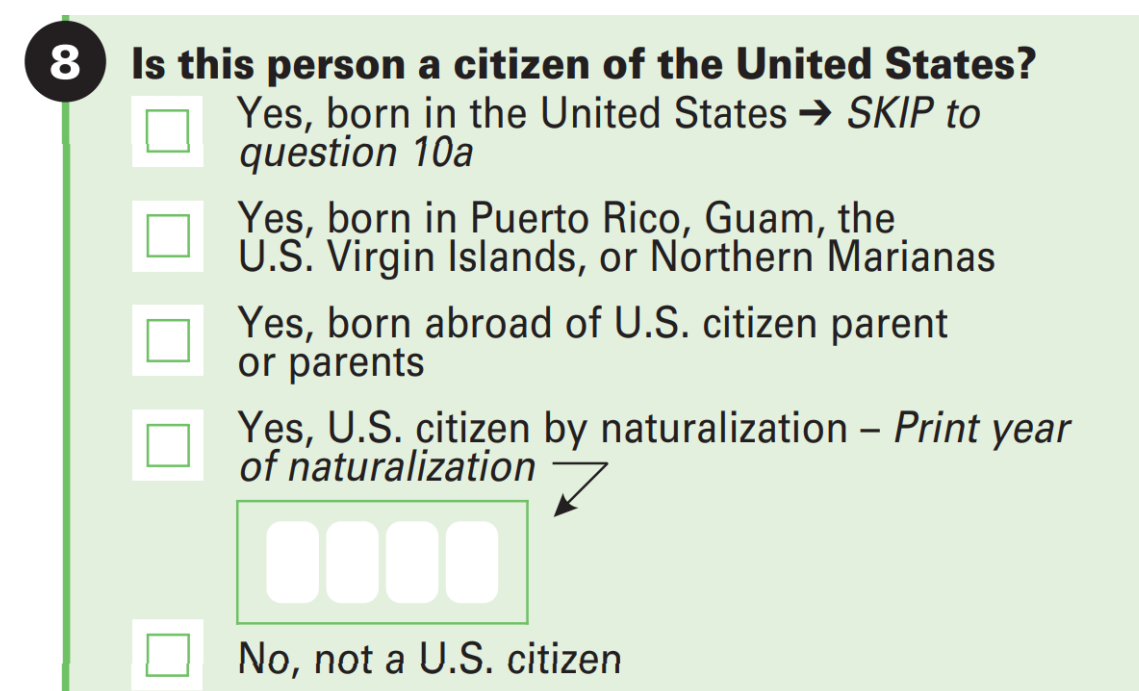 8 Is this person a citizen of the United States?
Yes, born in the United States ➔ SKIP to
question 10a
Yes, born in Puerto Rico, Guam, the
U.S. Virgin Islands, or Northern Marianas
Yes, born abroad of U.S. citizen parent
or parents
Yes, U.S. citizen by naturalization – Print year
of naturalization
No, not a U.S. citizen